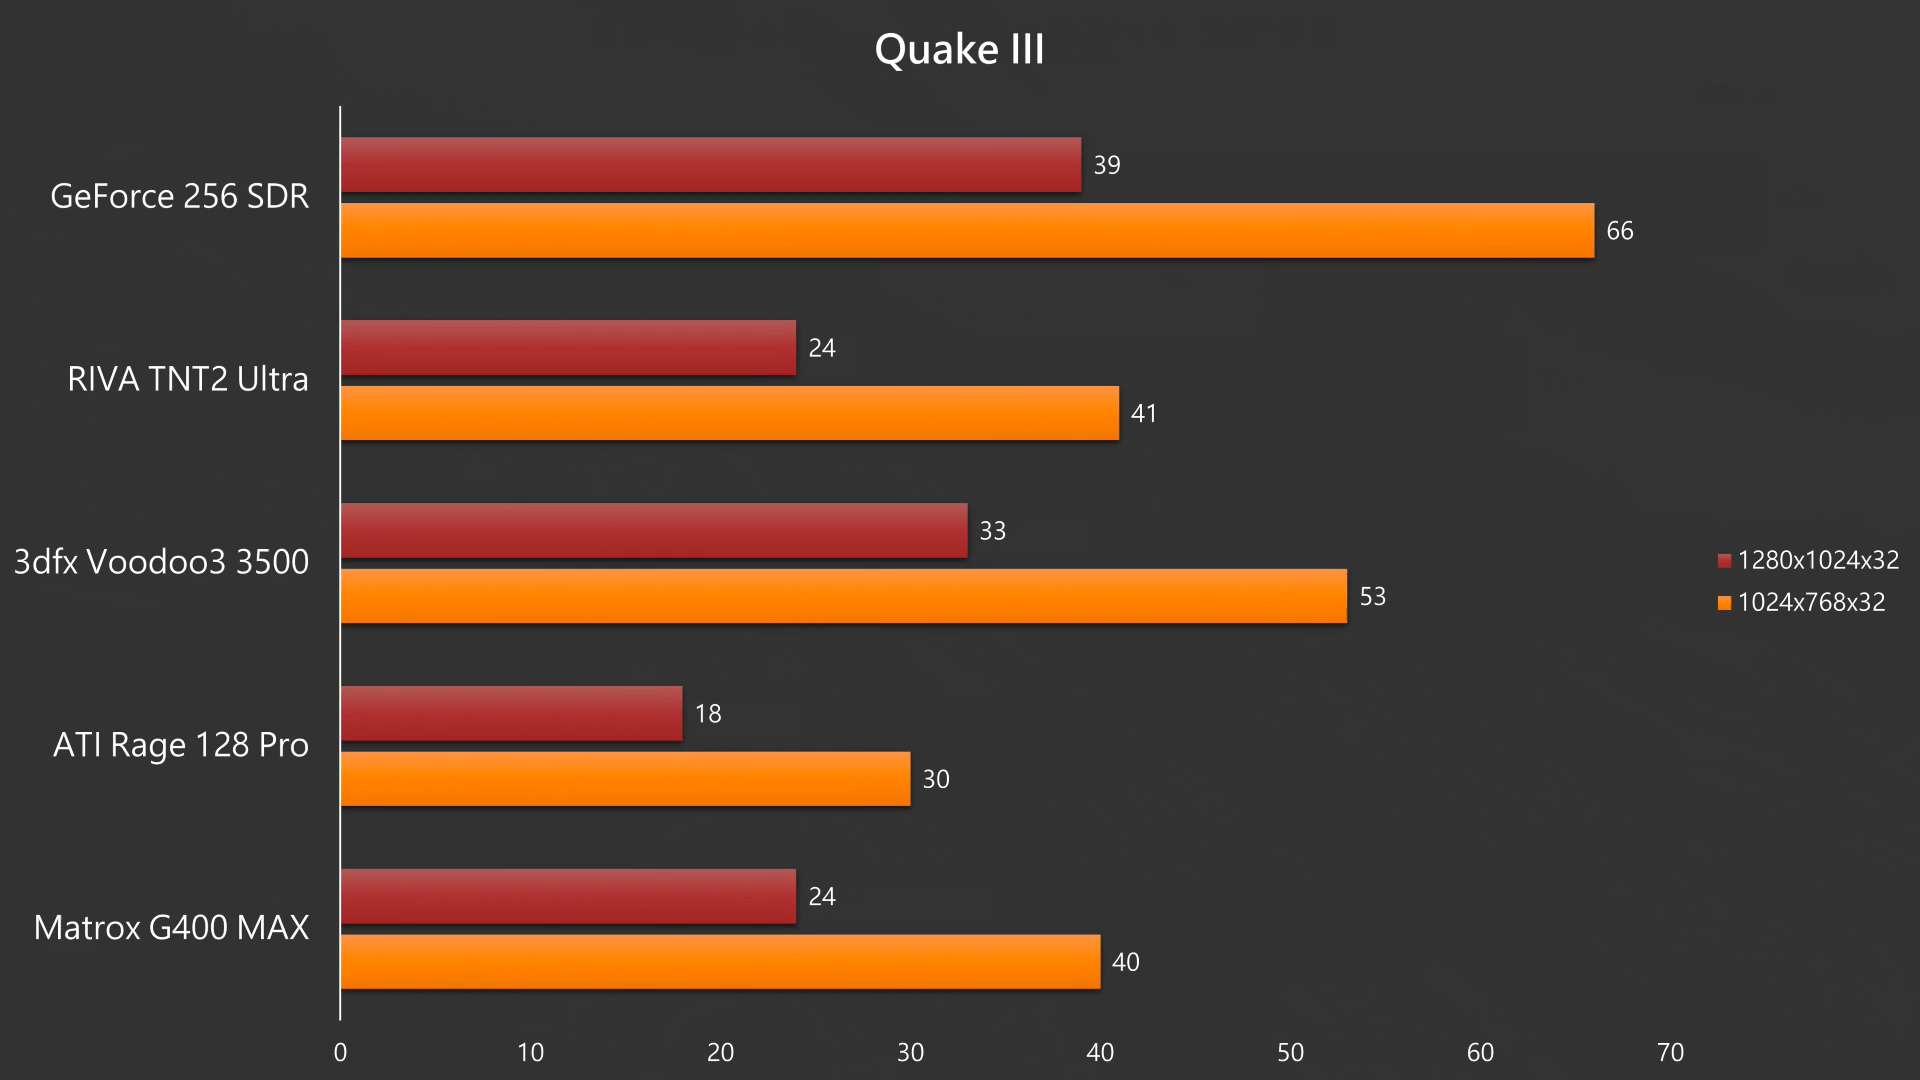 Quake III
GeForce 256 SDR
39
66
RIVA TNT2 Ultra
24
41
3dfx Voodoo3 3500
33
53
1280x1024x32
1024x768x32
ATI Rage 128 Pro
18
30
Matrox G400 MAX
24
40
0 10 20 30 40 50 60 70